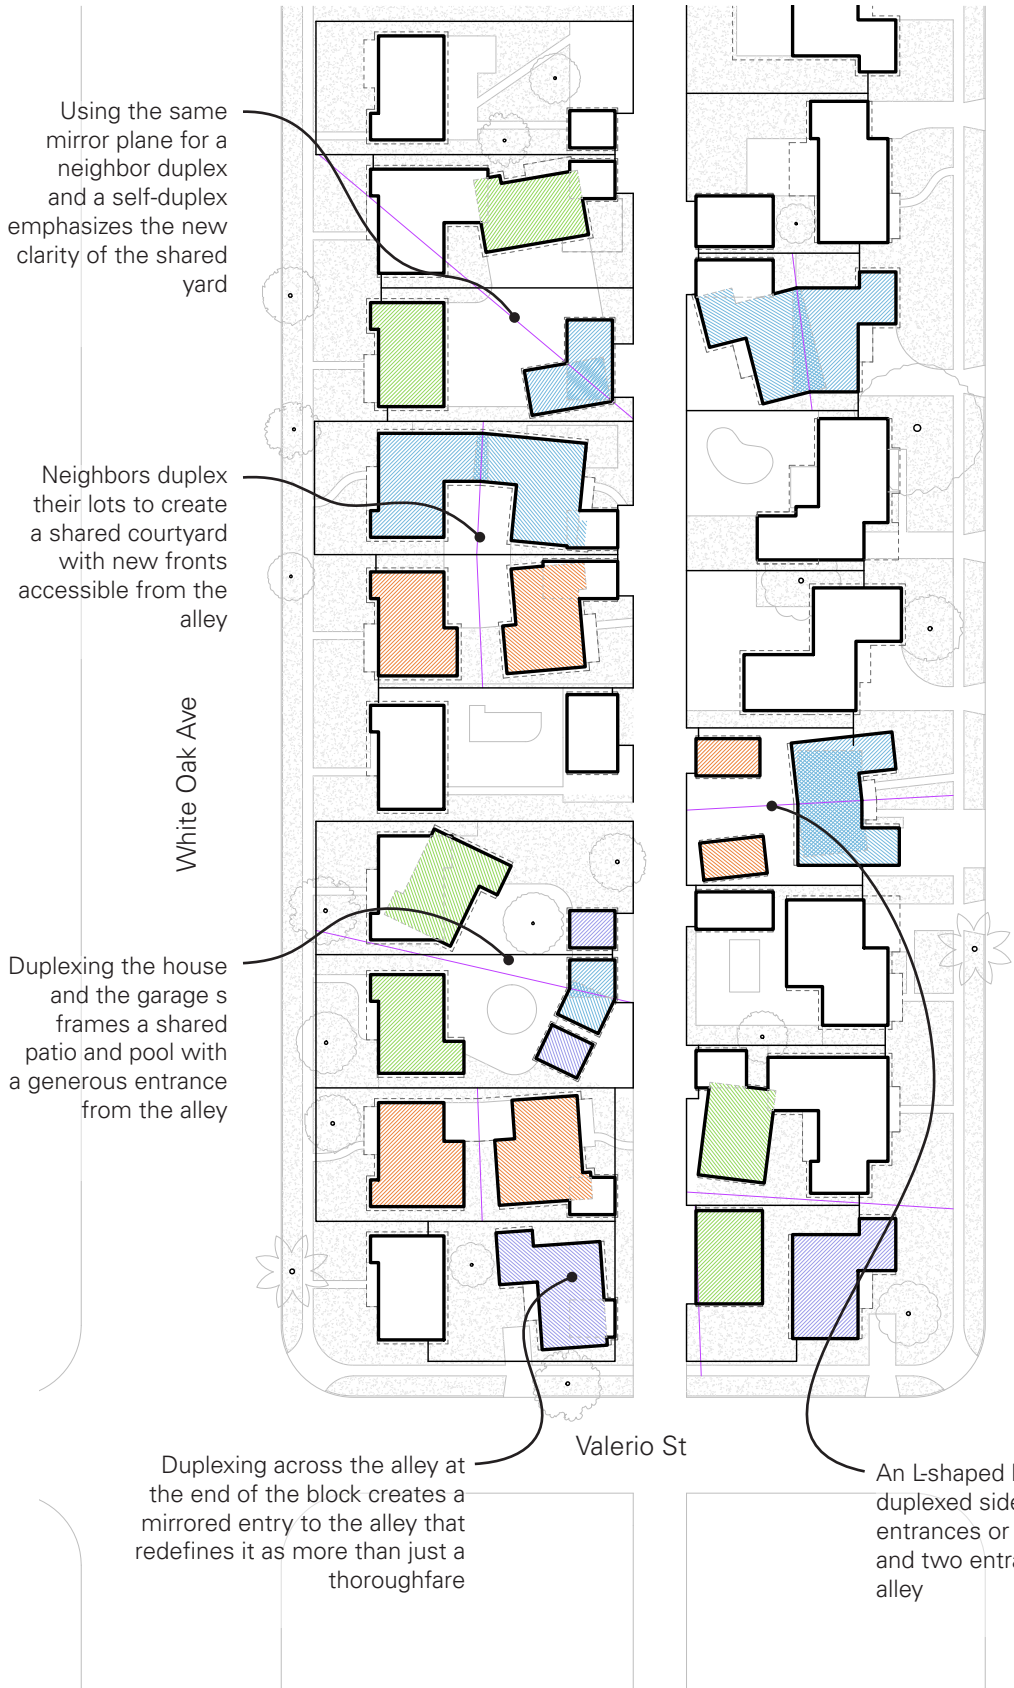 Using the same
mirror plane for a
neighbor duplex
and a self-duplex
emphasizes the new
clarity of the shared
yard
Neighbors duplex
their lots to create
a shared courtyard
with new fronts
accessible from the
alley
White Oak Ave
Duplexing the house
and the garage s
frames a shared
patio and pool with
a generous entrance
from the alley
Valerio St
Duplexing across the alley at
the end of the block creates a
mirrored entry to the alley that
redefines it as more than just a
thoroughfare
An L-shaped
duplexed
entrances or
and two
alley